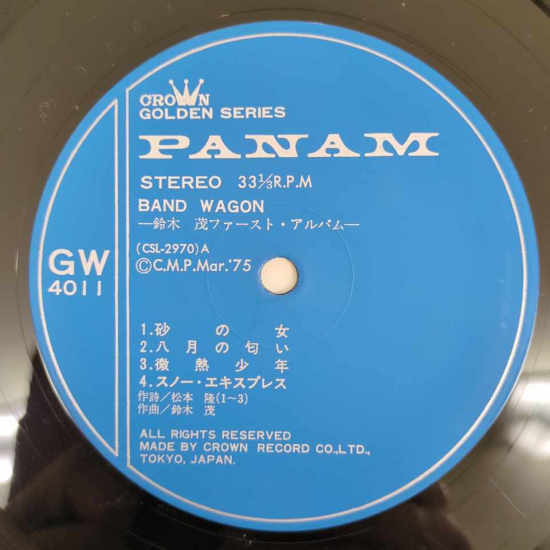 CROWN
GOLDEN SERIES
PANAM
STEREO 33⅓R.P.M
BAND WAGON
—鈴木 茂ファースト・アルバム—
(CSL-2970)A
ⒸC.M.P.Mar.'75
GW
4011
1.砂の女
2.八月の匂い
3.微熱少年
4.スノー・エキスプレス
作詩/松本 隆(1~3)
作曲/鈴木 茂
ALL RIGHTS RESERVED
MADE BY CROWN RECORD CO.,LTD.,
TOKYO, JAPAN.